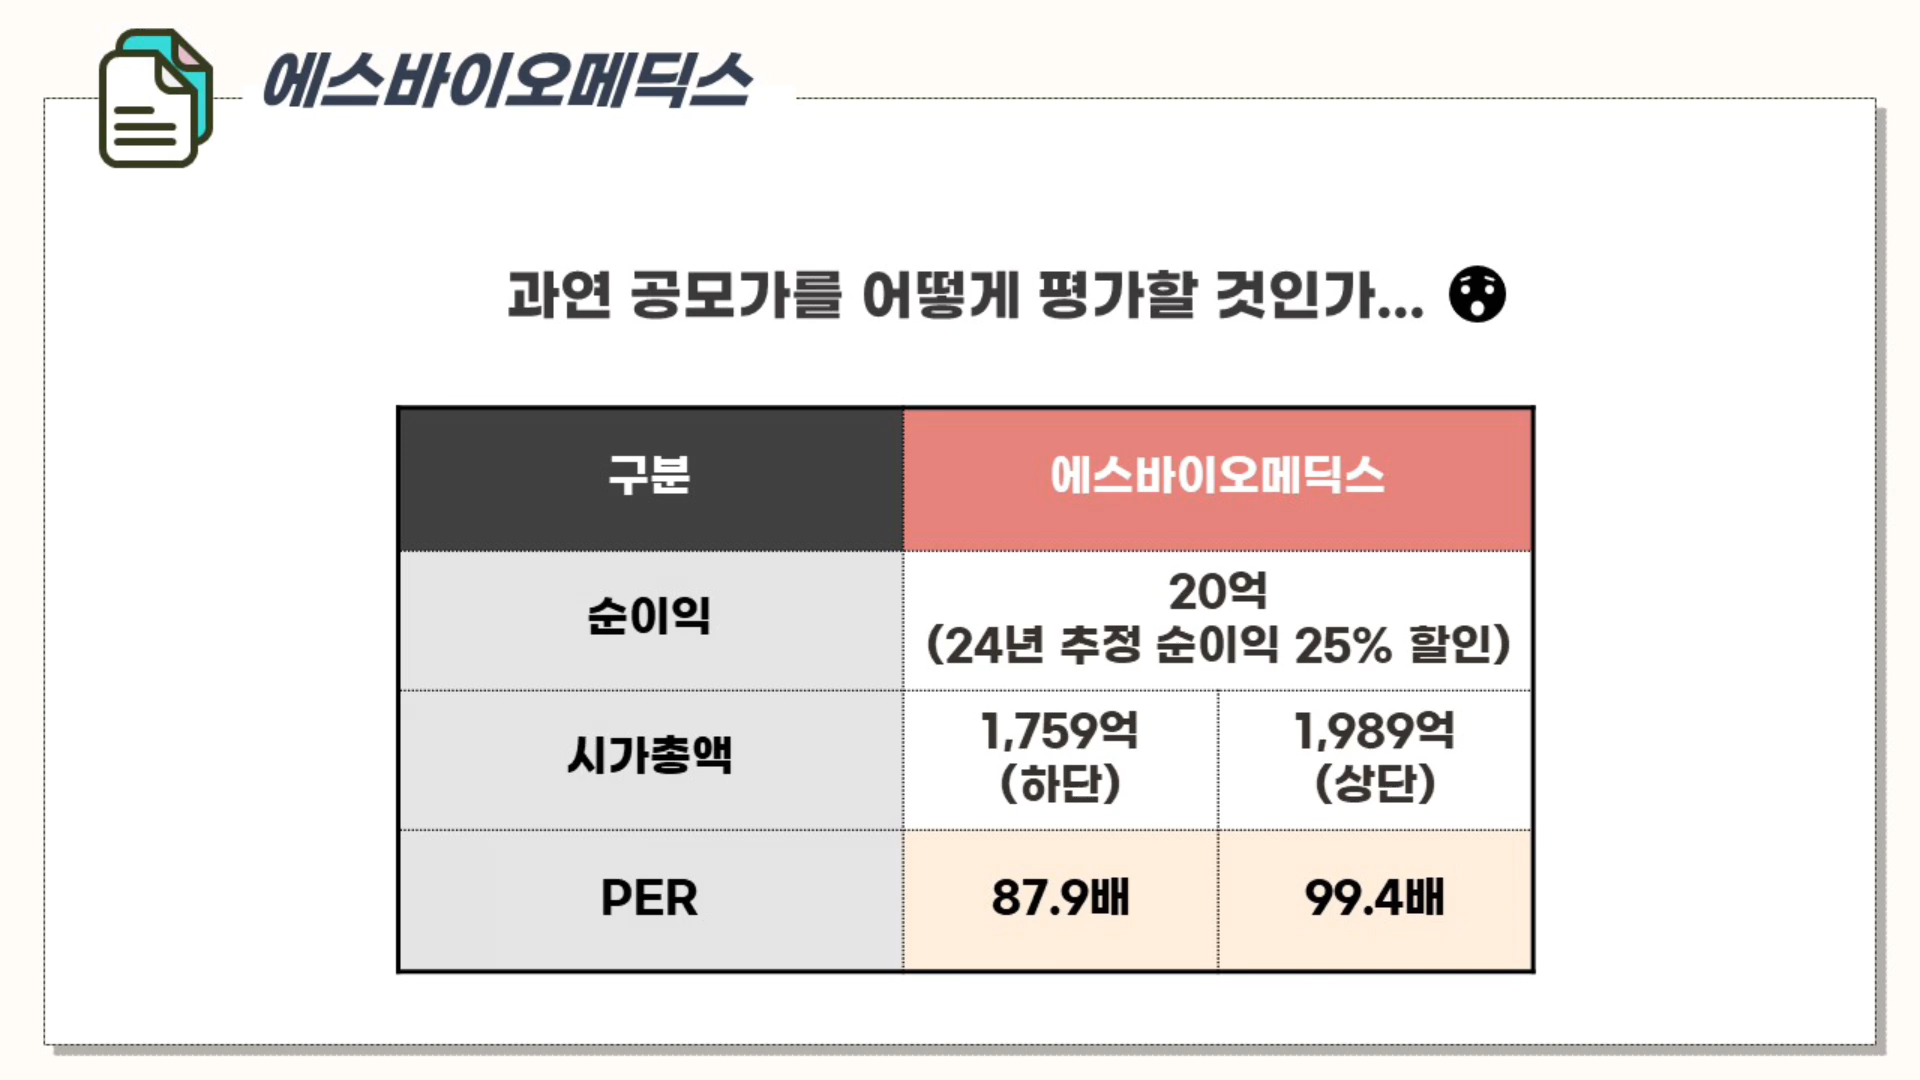 에스바이오메딕스
과연 공모가를 어떻게 평가할 것인가...
구분
에스바이오메딕스
순이익
20억
(24년 추정 순이익 25% 할인)
시가총액
1,759억
(하단)
1,989억
(상단)
PER
87.9배
99.4배